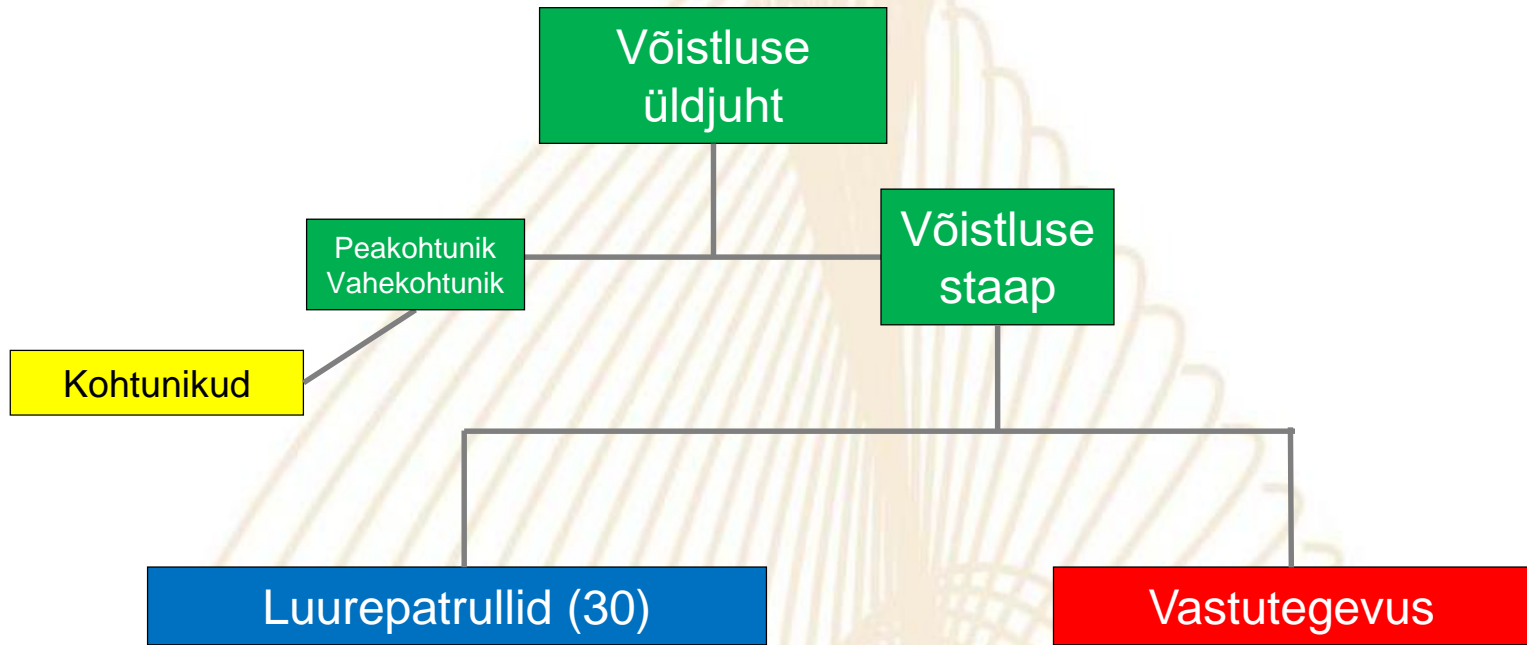 Võistluse
üldjuht
Peakohtunik
Vahekohtunik
Võistluse
staap
Kohtunikud
Luurepatrullid (30)
Vastutegevus